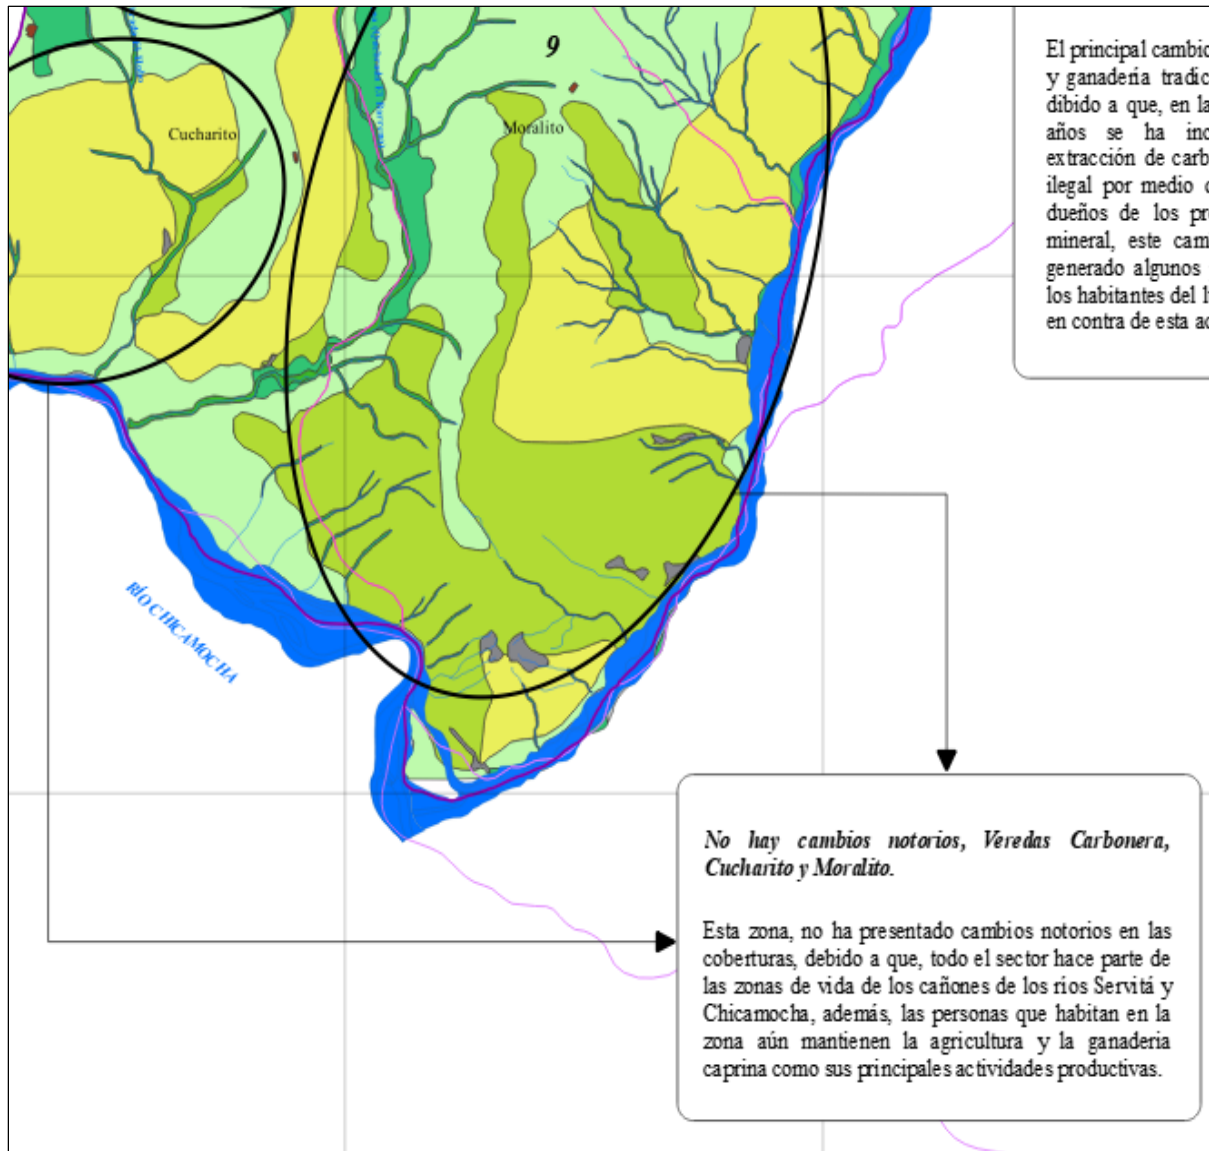 9
Cucharito
Moralito
RÍO CHICAMOCHA
El principal cambio
y ganadería tradic
dibido a que, en la
años se ha inc
extracción de carb
ilegal por medio
dueños de los pr
mineral, este cam
generado algunos
los habitantes del l
en contra de esta ac
No hay cambios notorios, Veredas Carbonera,
Cucharito y Moralito.
Esta zona, no ha presentado cambios notorios en las
coberturas, debido a que, todo el sector hace parte de
las zonas de vida de los cañones de los rios Servitá y
Chicamocha, además, las personas que habitan en la
zona aún mantienen la agricultura y la ganaderia
caprina como sus principales actividades productivas.